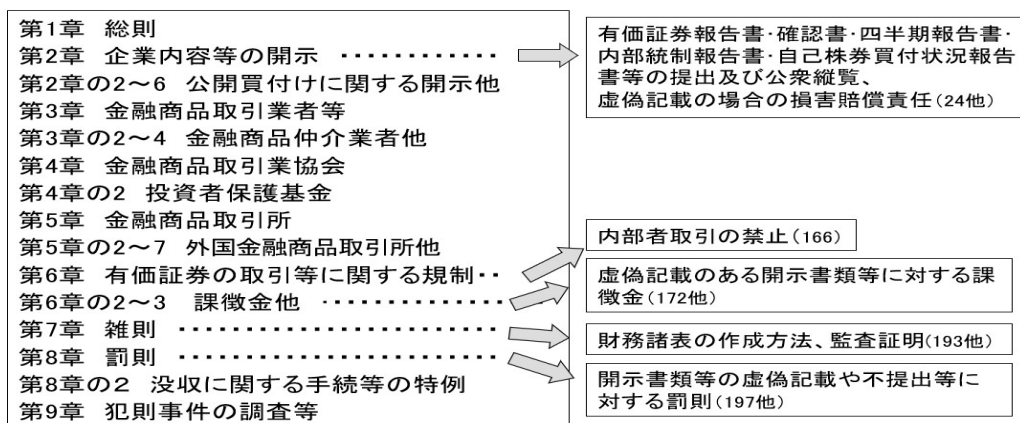 第1章 総則
第2章 企業内容等の開示 ‥‥‥‥‥‥
第2章の2～6 公開買付けに関する開示他
第3章 金融商品取引業者等
第3章の2～4 金融商品仲介業者他
第4章 金融商品取引業協会
第4章の2 投資者保護基金
第5章 金融商品取引所
第5章の2～7 外国金融商品取引所他
第6章 有価証券の取引等に関する規制‥
第6章の2～3 課徴金他 ‥‥‥‥‥‥‥
第7章 雑則 ‥‥‥‥‥‥‥‥‥‥‥‥
第8章 罰則 ‥‥‥‥‥‥‥‥‥‥‥‥
第8章の2 没収に関する手続等の特例
第9章 犯則事件の調査等
有価証券報告書･確認書･四半期報告書･
内部統制報告書･自己株券買付状況報告
書等の提出及び公衆縦覧、
虚偽記載の場合の損害賠償責任(24他)
内部者取引の禁止(166)
虚偽記載のある開示書類等に対する課
徴金(172他)
財務諸表の作成方法、監査証明(193他)
開示書類等の虚偽記載や不提出等に
対する罰則(197他)